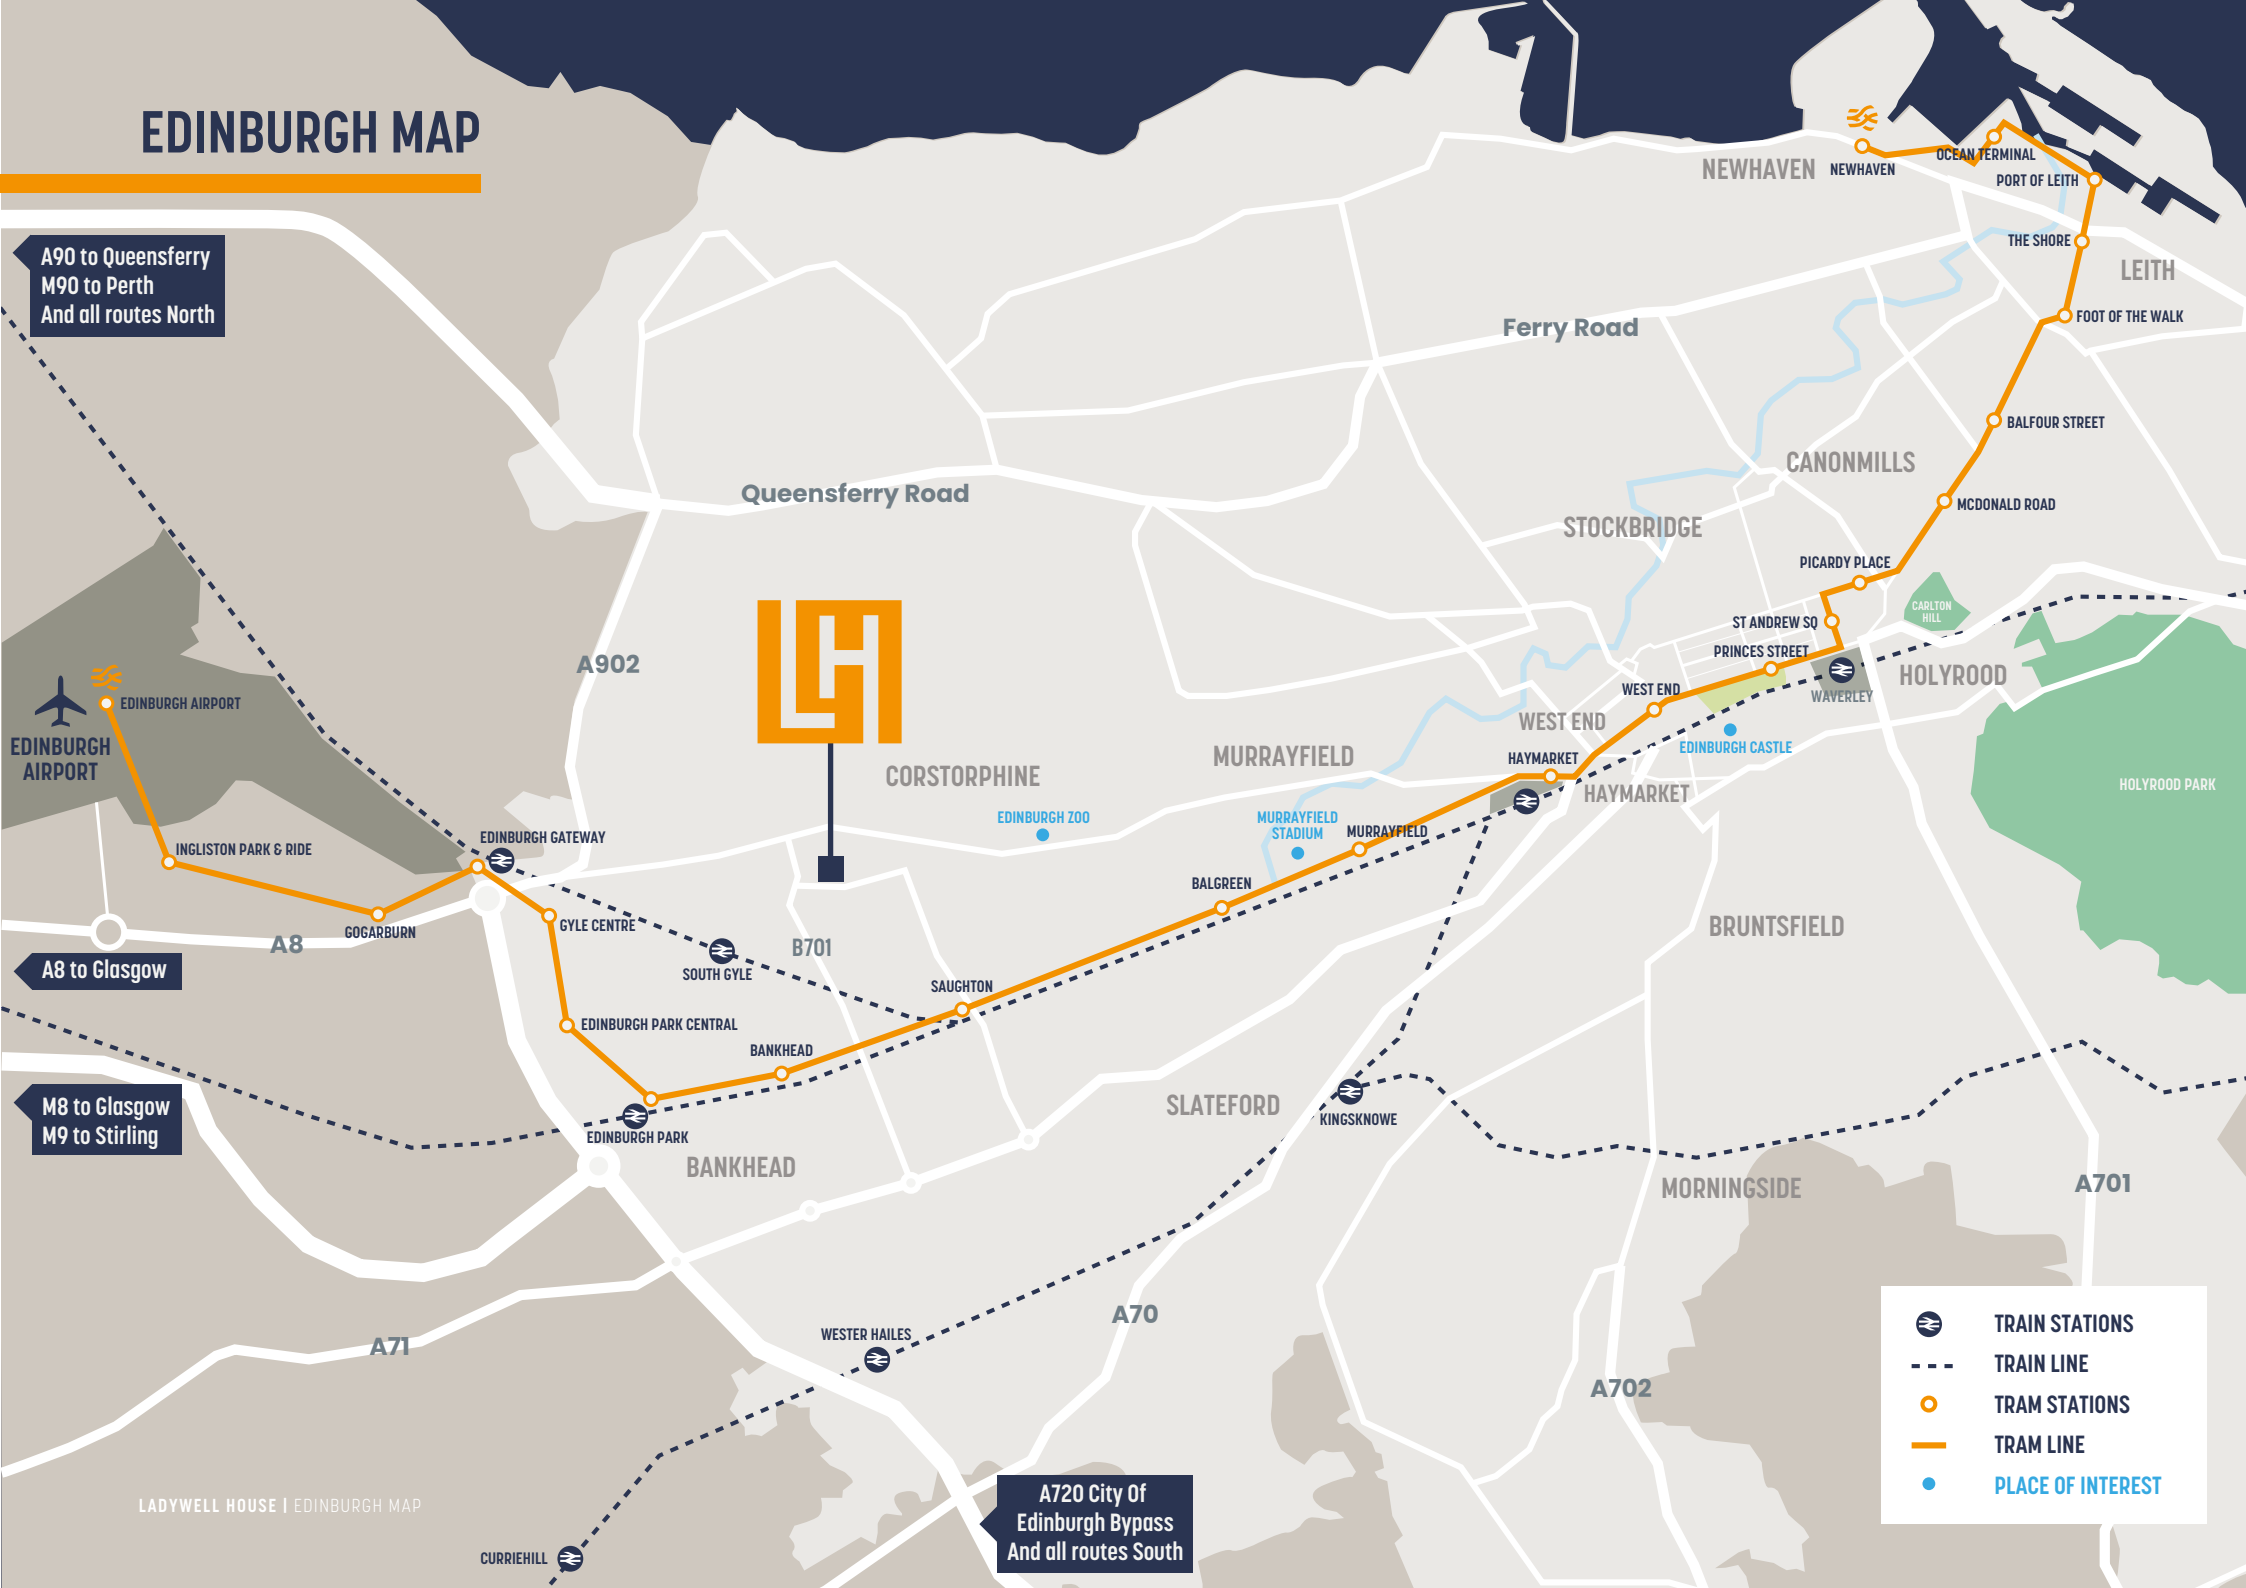 EDINBURGH MAP
A90 to Queensferry
M90 to Perth
And all routes North
NEWHAVEN
NEWHAVEN
OCEAN TERMINAL
PORT OF LEITH
THE SHORE
LEITH
FOOT OF THE WALK
Ferry Road
BALFOUR STREET
CANONMILLS
Queensferry Road
MCDONALD ROAD
STOCKBRIDGE
PICARDY PLACE
CARLTON
HILL
ST ANDREW SQ
PRINCES STREET
A902
LH
HOLYROOD
WAVERLEY
WEST END
WEST END
EDINBURGH AIRPORT
EDINBURGH
AIRPORT
EDINBURGH CASTLE
MURRAYFIELD
HAYMARKET
CORSTORPHINE
HOLYROOD PARK
HAYMARKET
EDINBURGH ZOO
MURRAYFIELD
STADIUM
MURRAYFIELD
EDINBURGH GATEWAY
INGLISTON PARK & RIDE
BALGREEN
GYLE CENTRE
BRUNTSFIELD
GOGARBURN
A8
B701
A8 to Glasgow
SOUTH GYLE
SAUGHTON
EDINBURGH PARK CENTRAL
BANKHEAD
M8 to Glasgow
M9 to Stirling
SLATEFORD
KINGSKNOWE
EDINBURGH PARK
BANKHEAD
MORNINGSIDE
A701
A70
WESTER HAILES
A71
A702
TRAIN STATIONS
TRAIN LINE
TRAM STATIONS
TRAM LINE
PLACE OF INTEREST
A720 City Of
Edinburgh Bypass
And all routes South
LADYWELL HOUSE | EDINBURGH MAP
CURRIEHILL